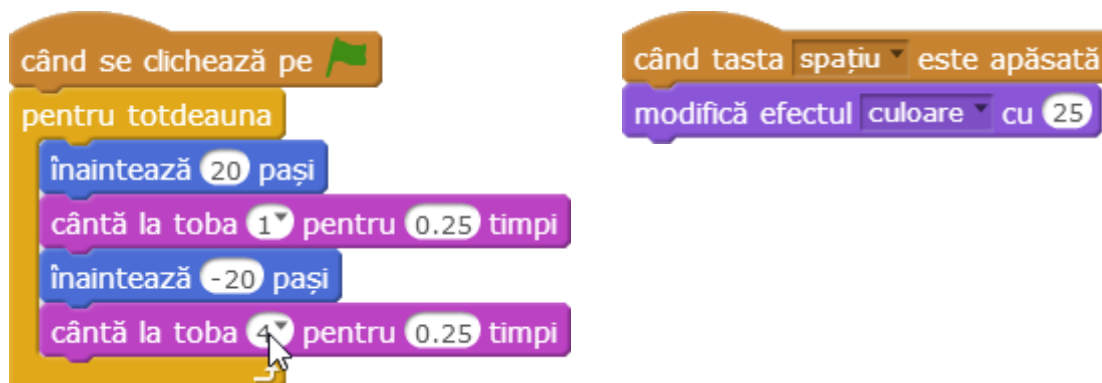 când se clichează pe
pentru totdeauna
înaintează 20 pași
cântă la toba 1 pentru 0.25 timpi
înaintează -20 pași
cântă la toba 4 pentru 0.25 timpi
când tasta spațiu este apăsată
modifică efectul culoare cu 25